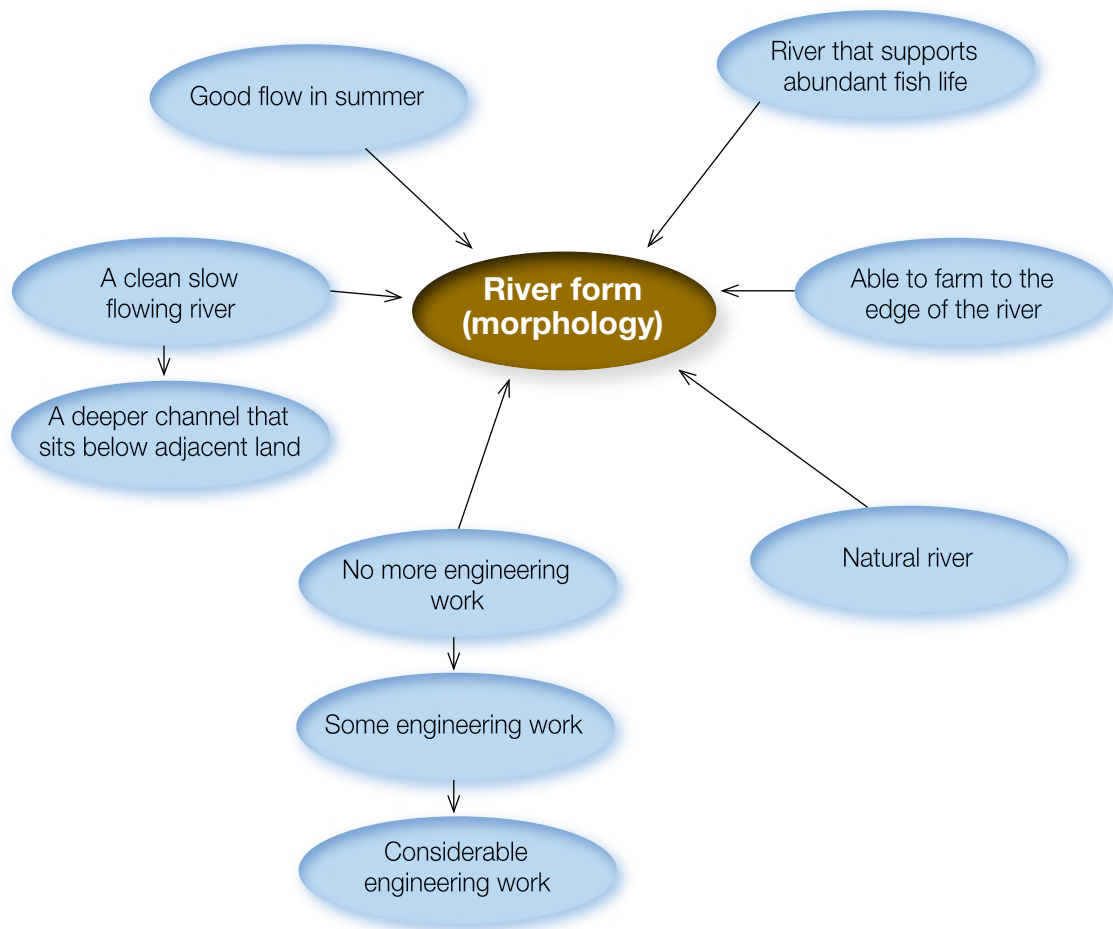 River that supports
abundant fish life
Good flow in summer
A clean slow
flowing river
River form
(morphology)
Able to farm to the
edge of the river
A deeper channel that
sits below adjacent land
No more engineering
work
Natural river
Some engineering work
Considerable
engineering work